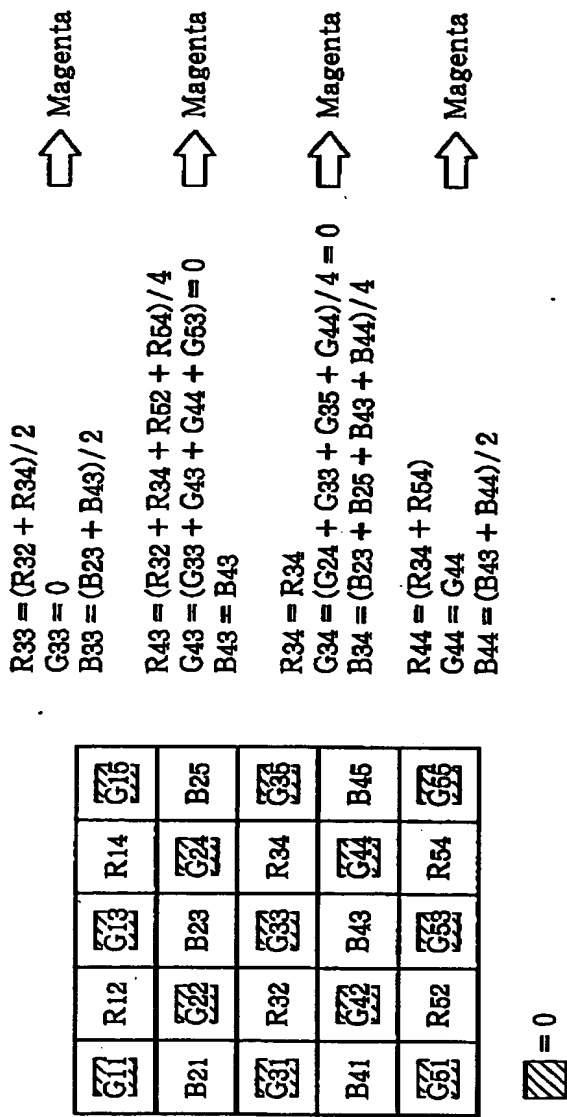 G11 R12 G13 R14 G15
B21 G22 B23 G24 B25
G31 R32 G33 R34 G35
B41 G42 B43 G44 B45
G51 R52 G53 R54 G55
= 0
R33 = (R32 + R34)/2
G33 = 0
B33 = (B23 + B43)/2
Magenta
R43 = (R32 + R34 + R52 + R54)/4
G43 = (G33 + G43 + G44 + G53) = 0
B43 = B43
Magenta
R34 = R34
G34 = (G24 + G33 + G35 + G44)/4 = 0
B34 = (B23 + B25 + B43 + B44)/4
Magenta
R44 = (R34 + R54)
G44 = G44
B44 = (B43 + B44)/2
Magenta